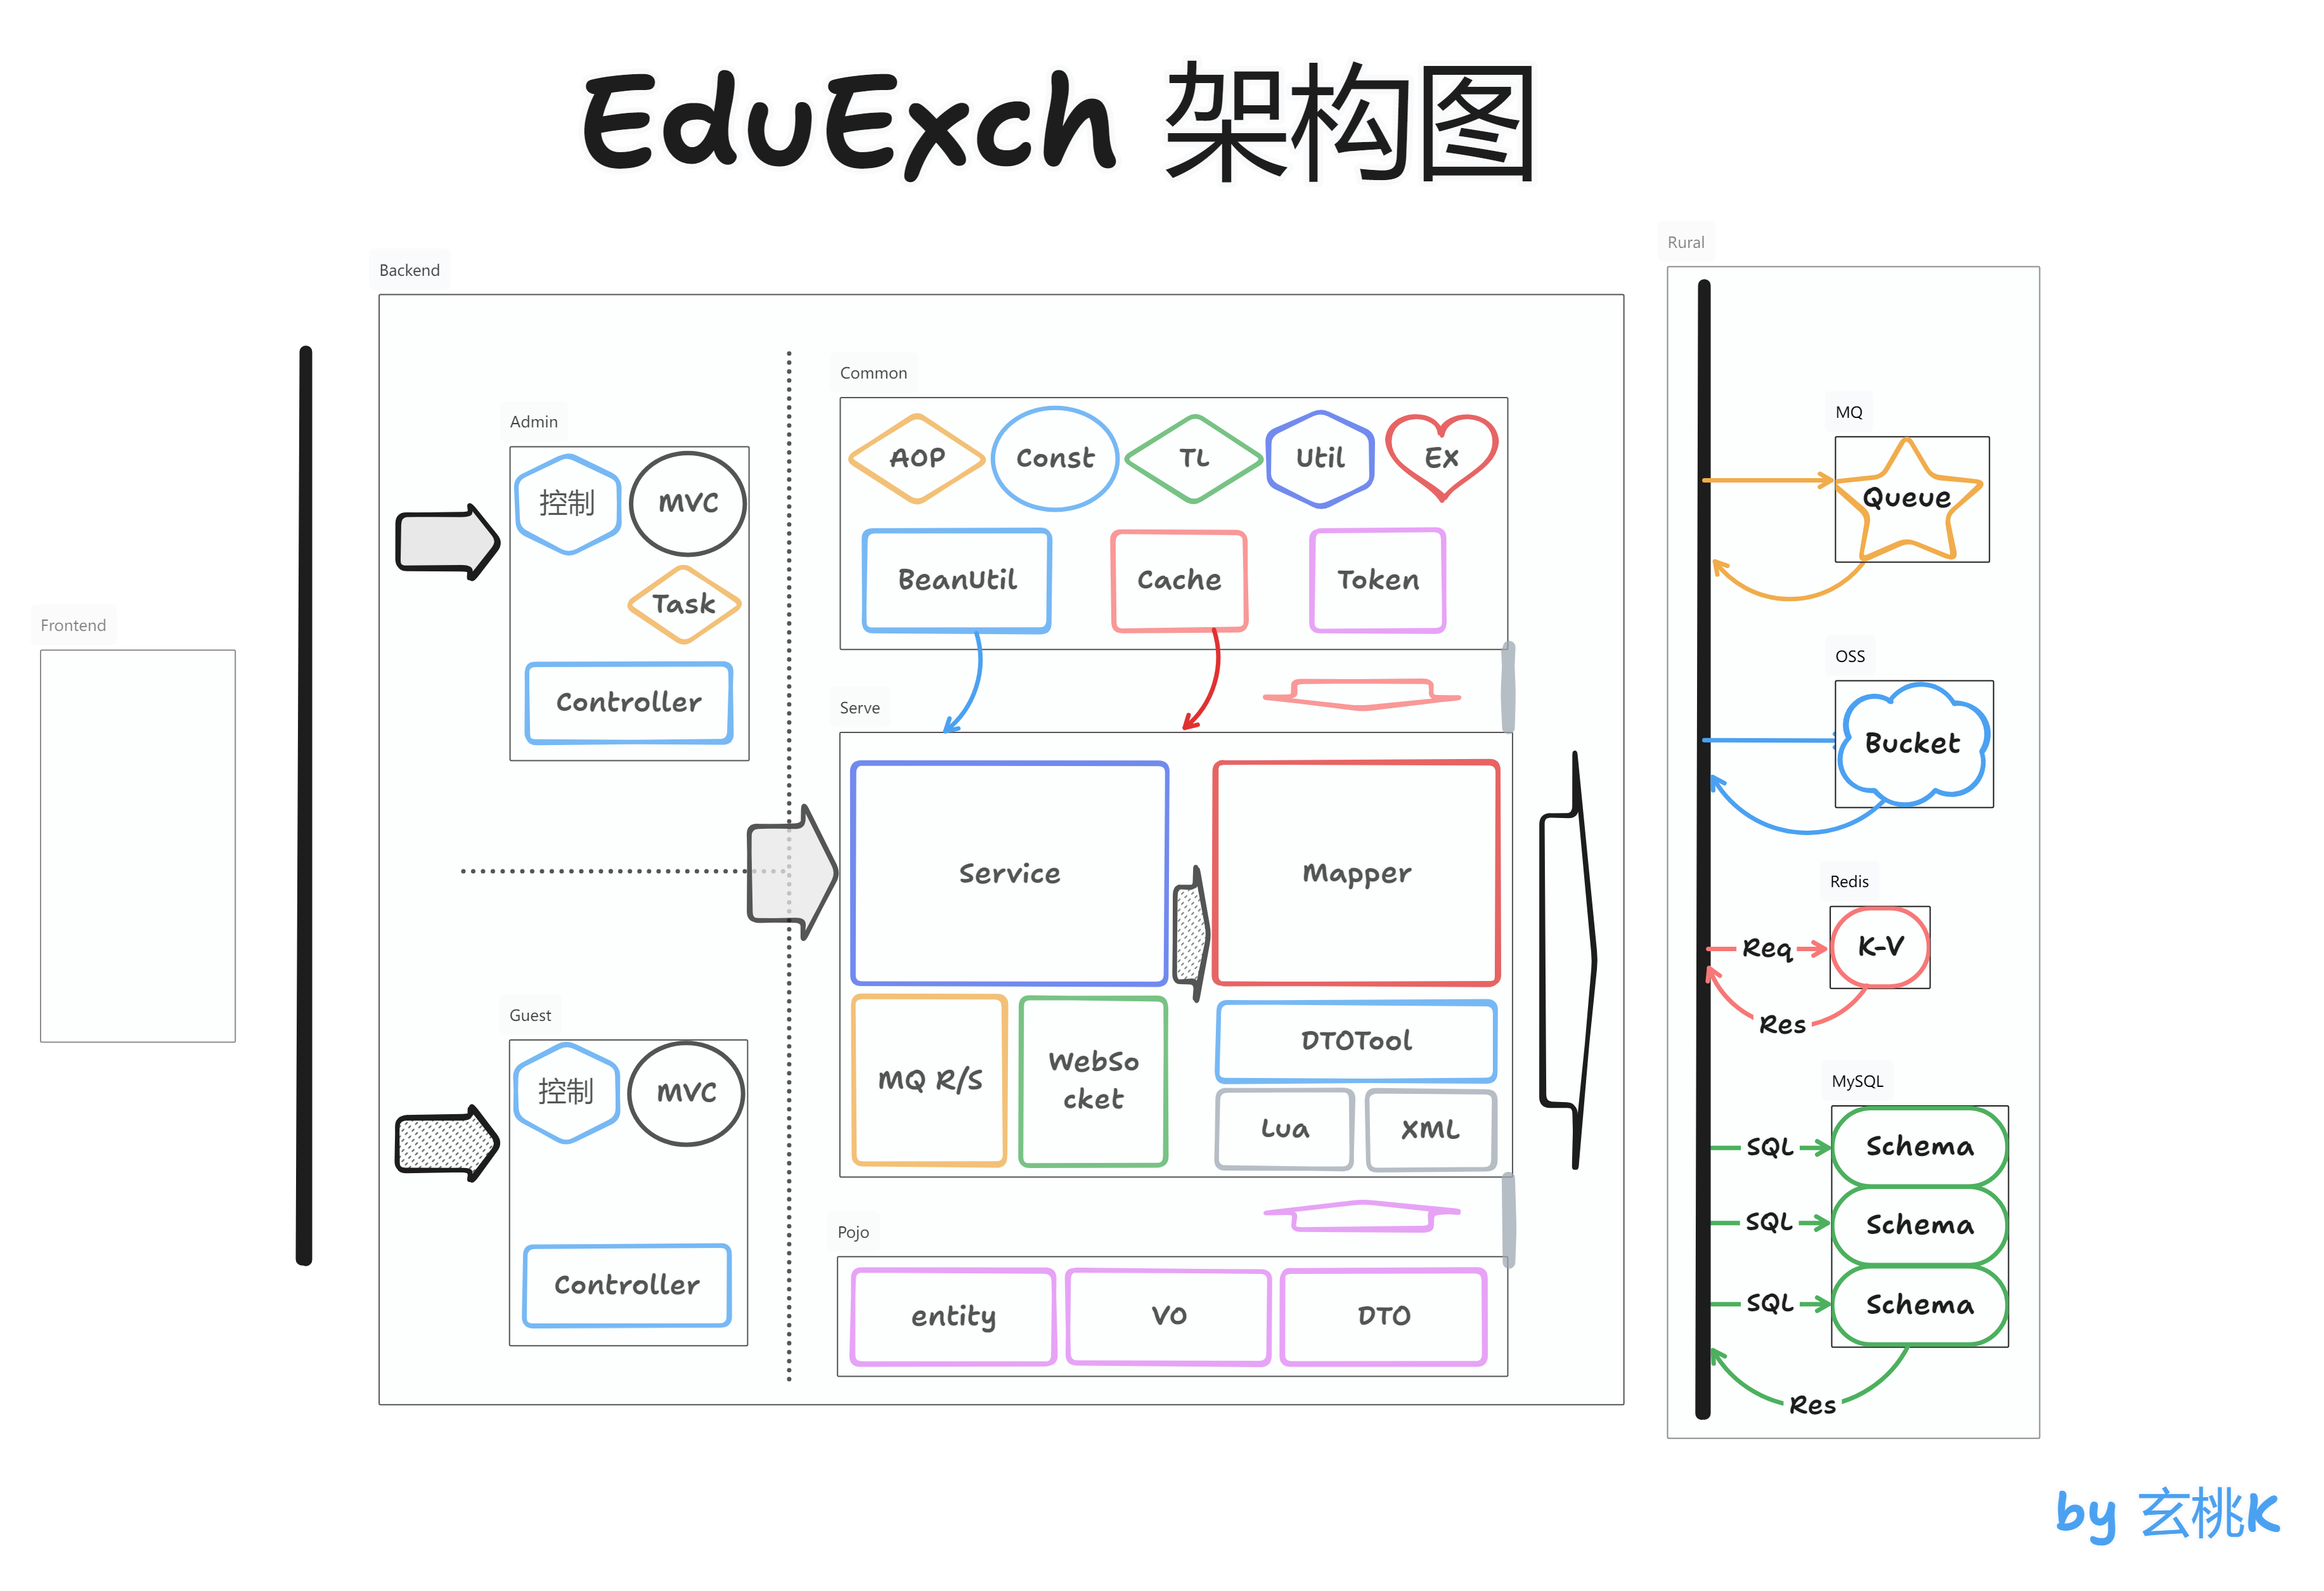 EduExch 架构图
Frontend
Backend
Admin
控制
MVC
Task
Controller
Guest
控制
MVC
Controller
Common
AOP
Const
TL
Util
Ex
BeanUtil
Cache
Token
Serve
Service
Mapper
MQ R/S
WebSo
cket
DTOTool
Lua
XML
Pojo
entity
VO
DTO
Rural
MQ
Queue
OSS
Bucket
Redis
Req
K-V
Res
MySQL
SQL
Schema
SQL
Schema
SQL
Schema
Res
by 玄桃K